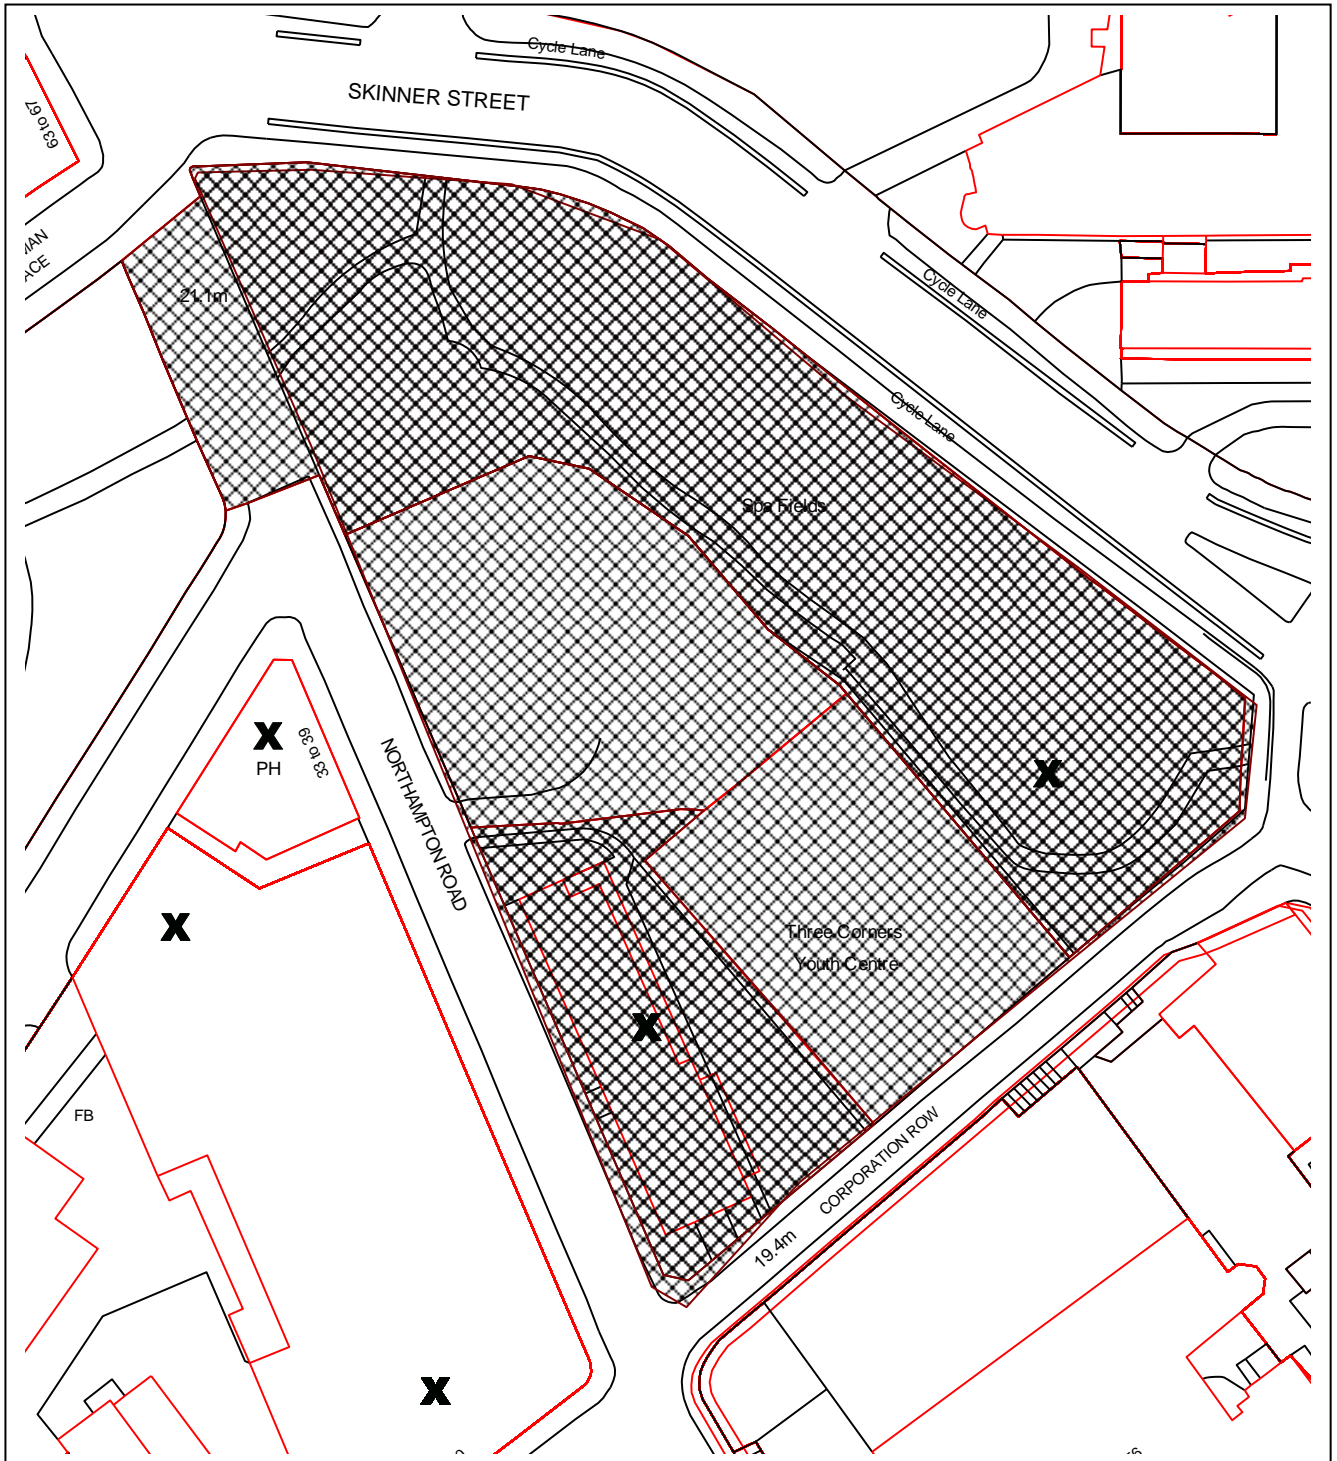 Cycle Lane
SKINNER STREET
63 to 67
ACE
21.1m
Cycle Lane
Cycle Lane
Spa Fields
X
PH
33 to 39
NORTHAMPTON ROAD
X
X
Three Corners
Youth Centre
X
FB
CORPORATION ROW
19.4m
X